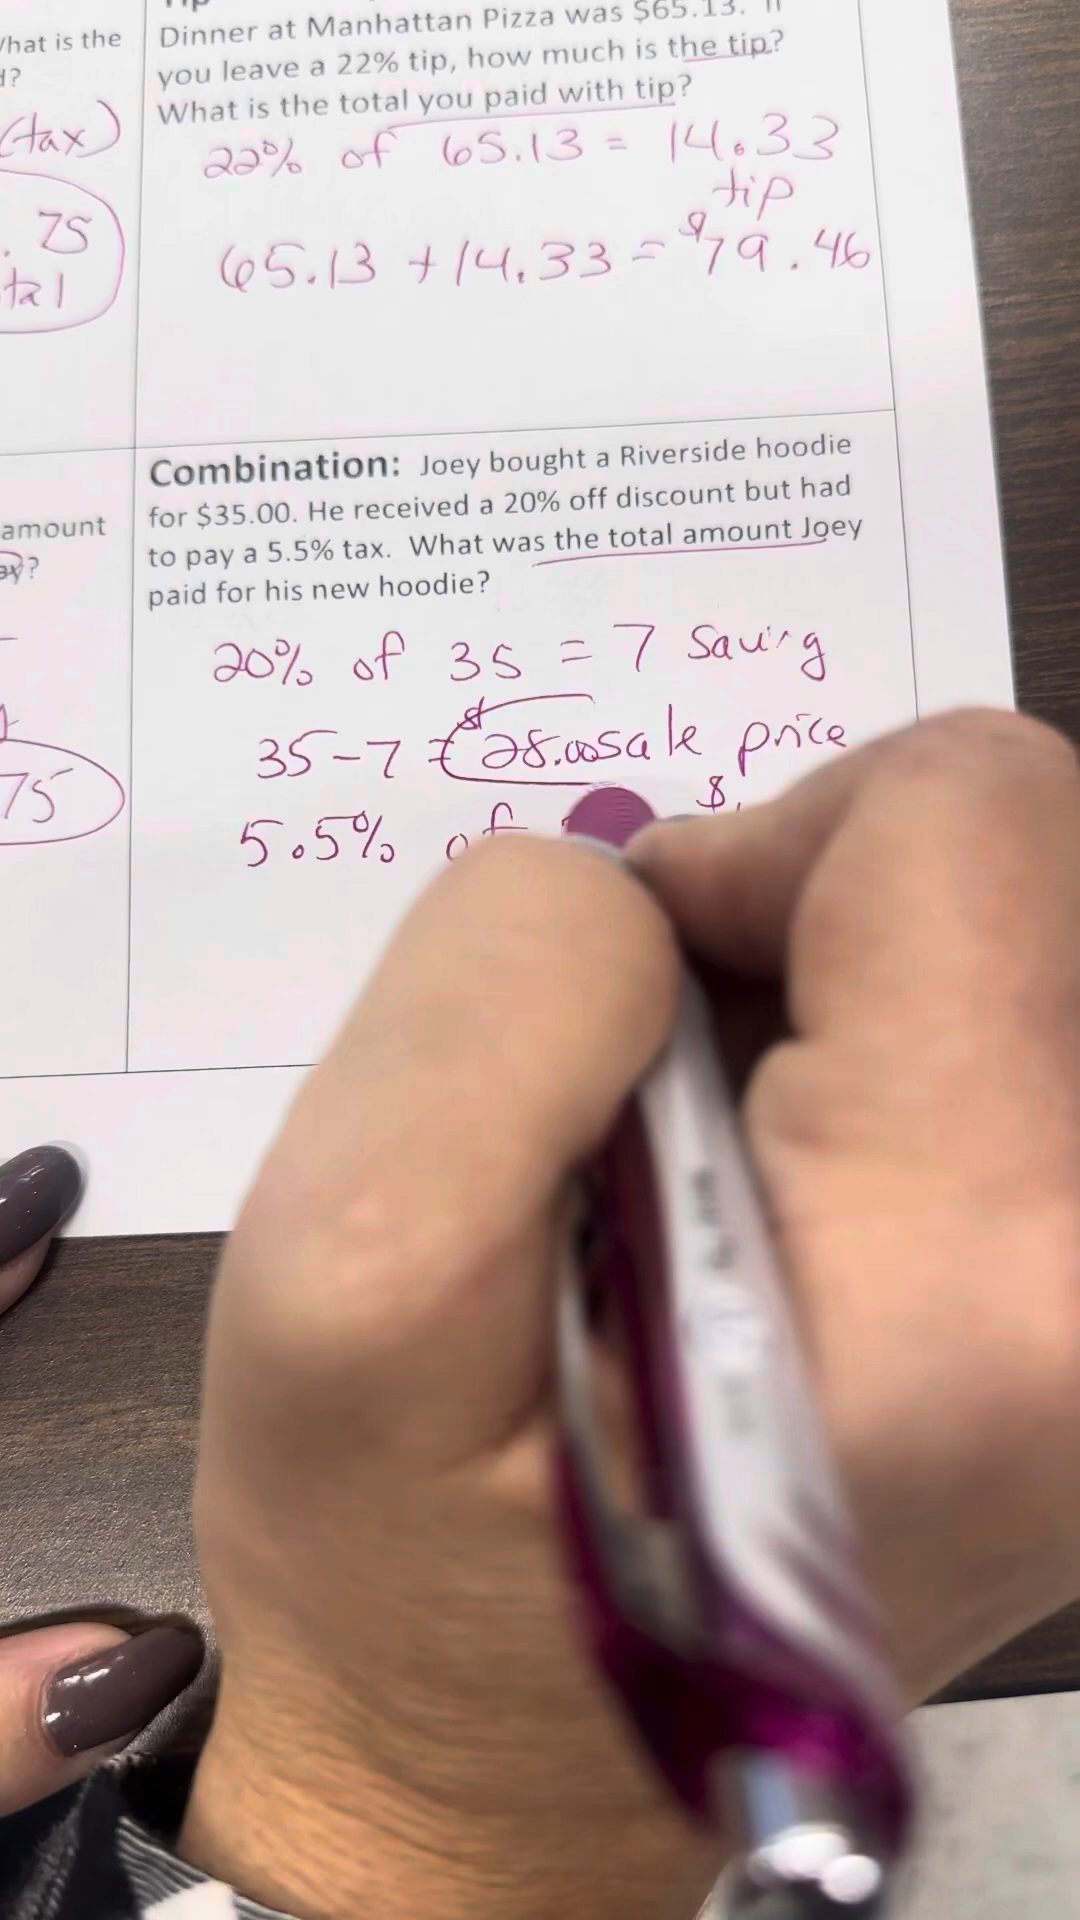 What is the
d?
(tax)
. 75
tal
Dinner at Manhattan Pizza was $65.13. If
you leave a 22% tip, how much is the tip?
What is the total you paid with tip?
22% of 65.13 = 14.33
tip
65.13 + 14.33 = $79.46
amount
75
Combination: Joey bought a Riverside hoodie
for $35.00. He received a 20% off discount but had
to pay a 5.5% tax. What was the total amount Joey
paid for his new hoodie?
20% of 35 = 7 saving
35 - 7 = $28.00 sale price
5.5% of $